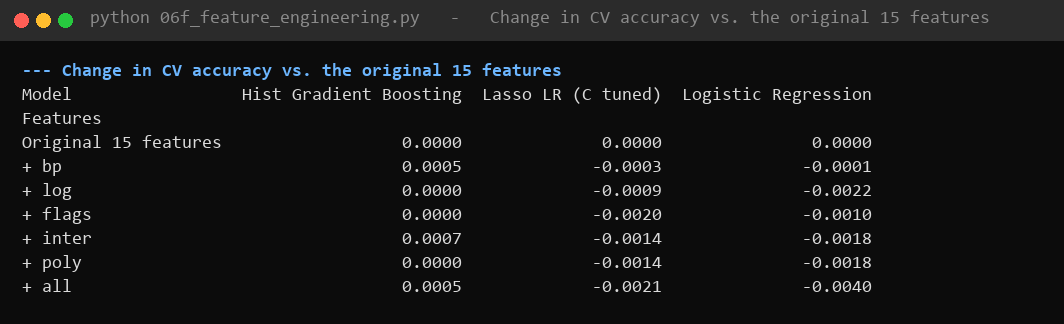 python 06f_feature_engineering.py - Change in CV accuracy vs. the original 15 features
--- Change in CV accuracy vs. the original 15 features
Model Hist Gradient Boosting Lasso LR (C tuned) Logistic Regression
Features
Original 15 features 0.0000 0.0000 0.0000
+ bp 0.0005 -0.0003 -0.0001
+ log 0.0000 -0.0009 -0.0022
+ flags 0.0000 -0.0020 -0.0010
+ inter 0.0007 -0.0014 -0.0018
+ poly 0.0000 -0.0014 -0.0018
+ all 0.0005 -0.0021 -0.0040